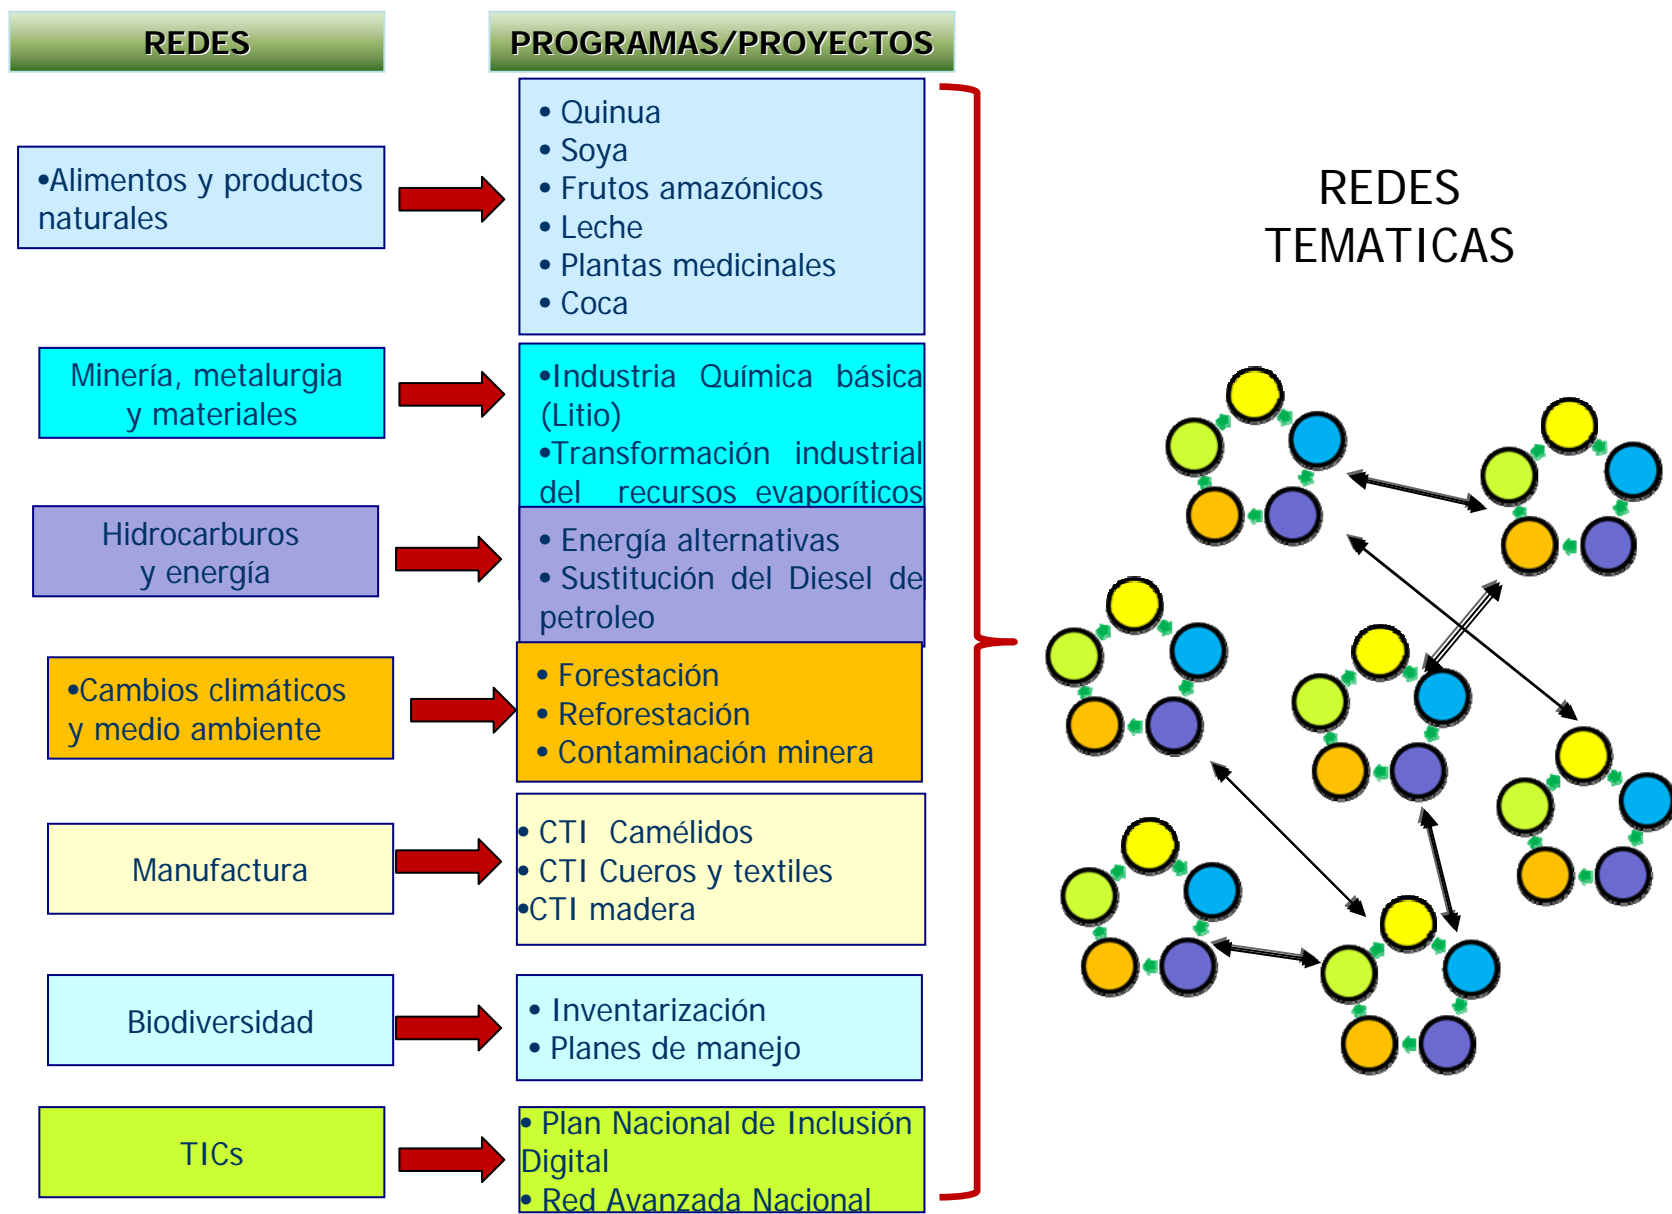 REDES
PROGRAMAS/PROYECTOS
•Alimentos y productos
naturales
• Quinua
• Soya
• Frutos amazónicos
• Leche
• Plantas medicinales
• Coca
Minería, metalurgia
y materiales
•Industria Química básica
(Litio)
•Transformación industrial
del recursos evaporíticos
Hidrocarburos
y energía
• Energía alternativas
• Sustitución del Diesel de
petroleo
•Cambios climáticos
y medio ambiente
• Forestación
• Reforestación
• Contaminación minera
Manufactura
• CTI Camélidos
• CTI Cueros y textiles
•CTI madera
Biodiversidad
• Inventarización
• Planes de manejo
TICs
• Plan Nacional de Inclusión
Digital
• Red Avanzada Nacional
REDES
TEMATICAS